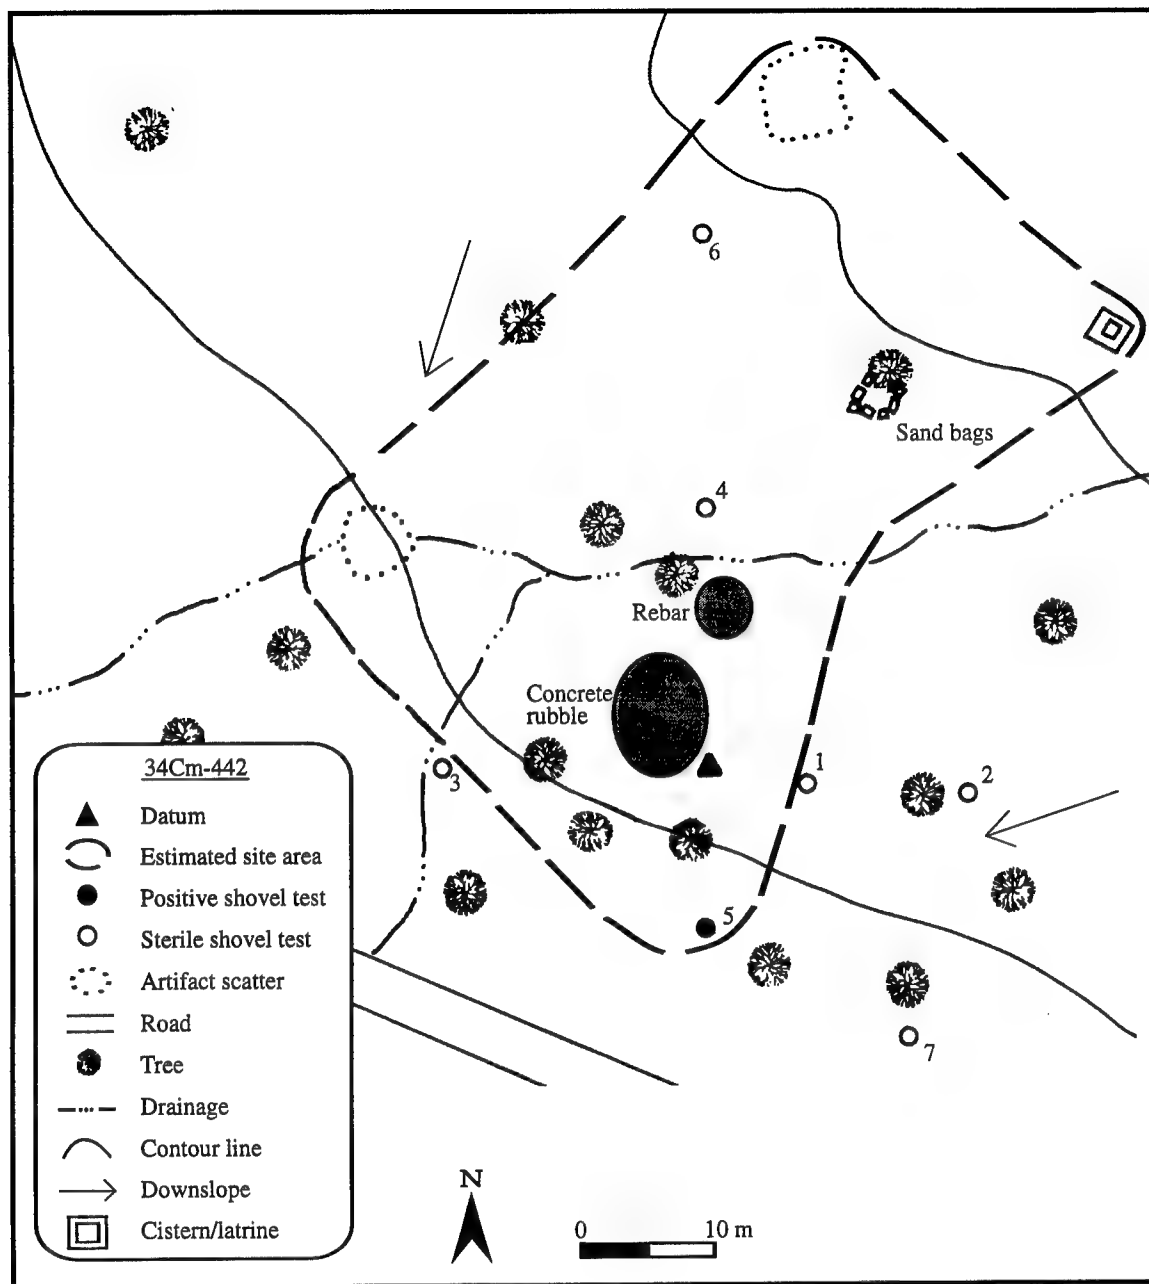 6
Sand bags
4
Rebar
Concrete
rubble
1
2
3
5
7
34Cm-442
Datum
Estimated site area
Positive shovel test
Sterile shovel test
Artifact scatter
Road
Tree
Drainage
Contour line
Downslope
Cistern/latrine
N
0 10 m